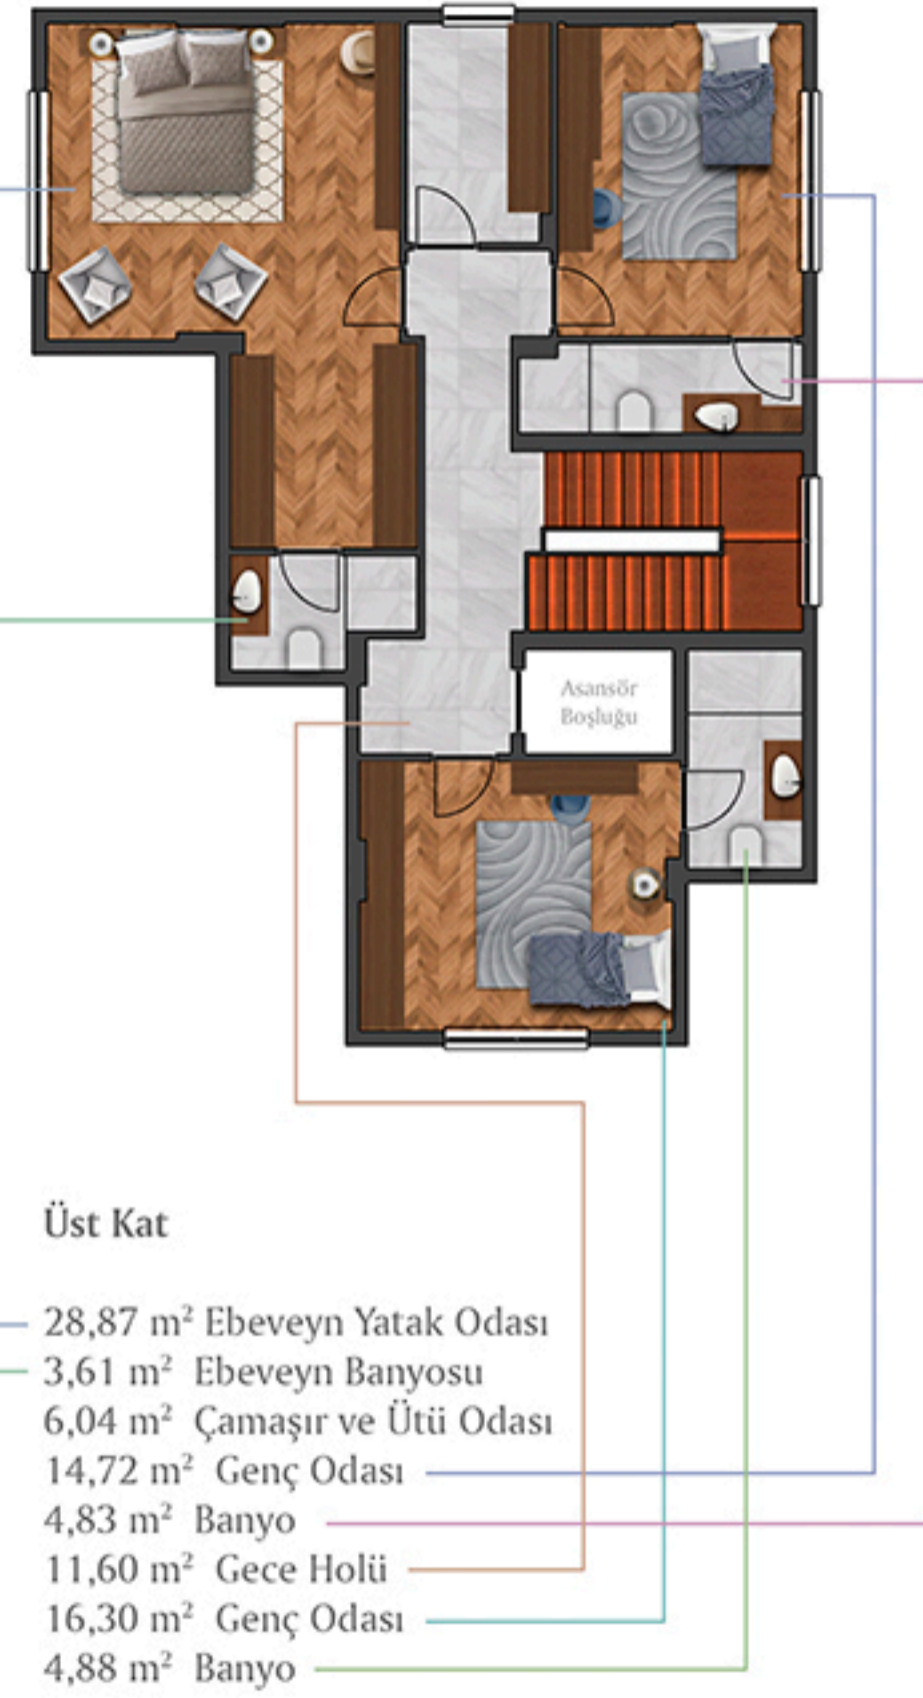 Asansör
Boşluğu
Üst Kat
28,87 m² Ebeveyn Yatak Odası
3,61 m² Ebeveyn Banyosu
6,04 m² Çamaşır ve Ütü Odası
14,72 m² Genç Odası
4,83 m² Banyo
11,60 m² Gece Holü
16,30 m² Genç Odası
4,88 m² Banyo